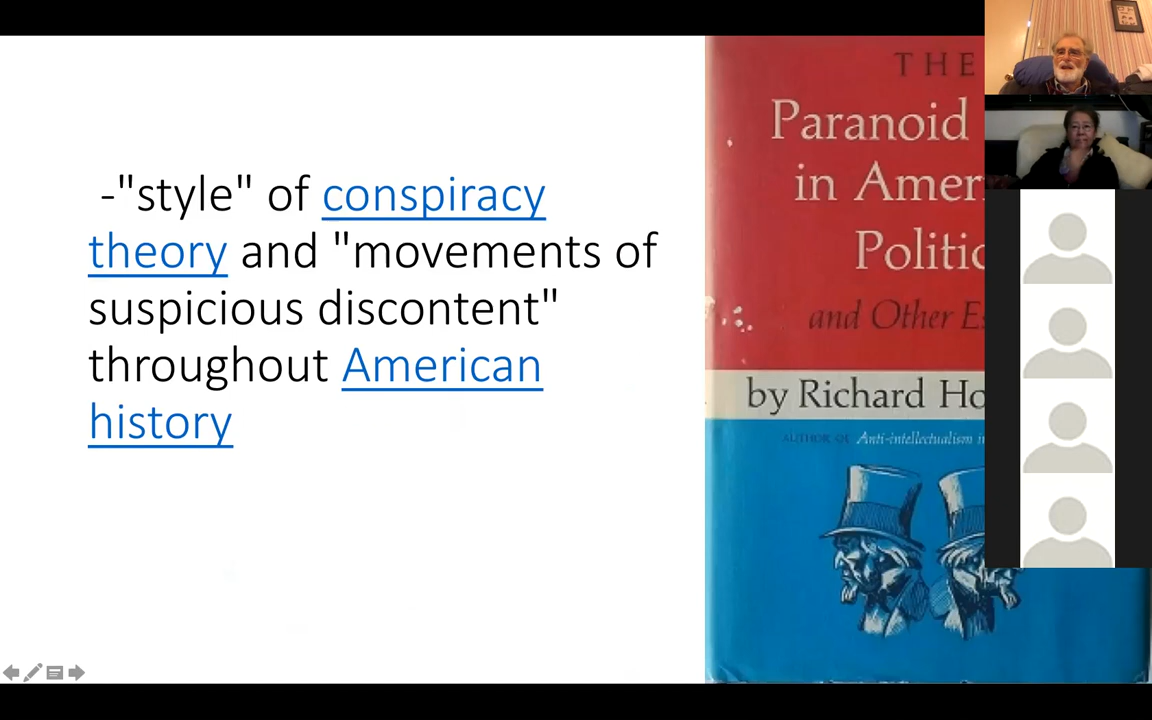 -"style" of conspiracy
theory and "movements of
suspicious discontent"
throughout American
history
THE
Paranoid
in Amer
Politic
and Other Es
by Richard Ho
AUTHOR OF Anti-intellectualism in